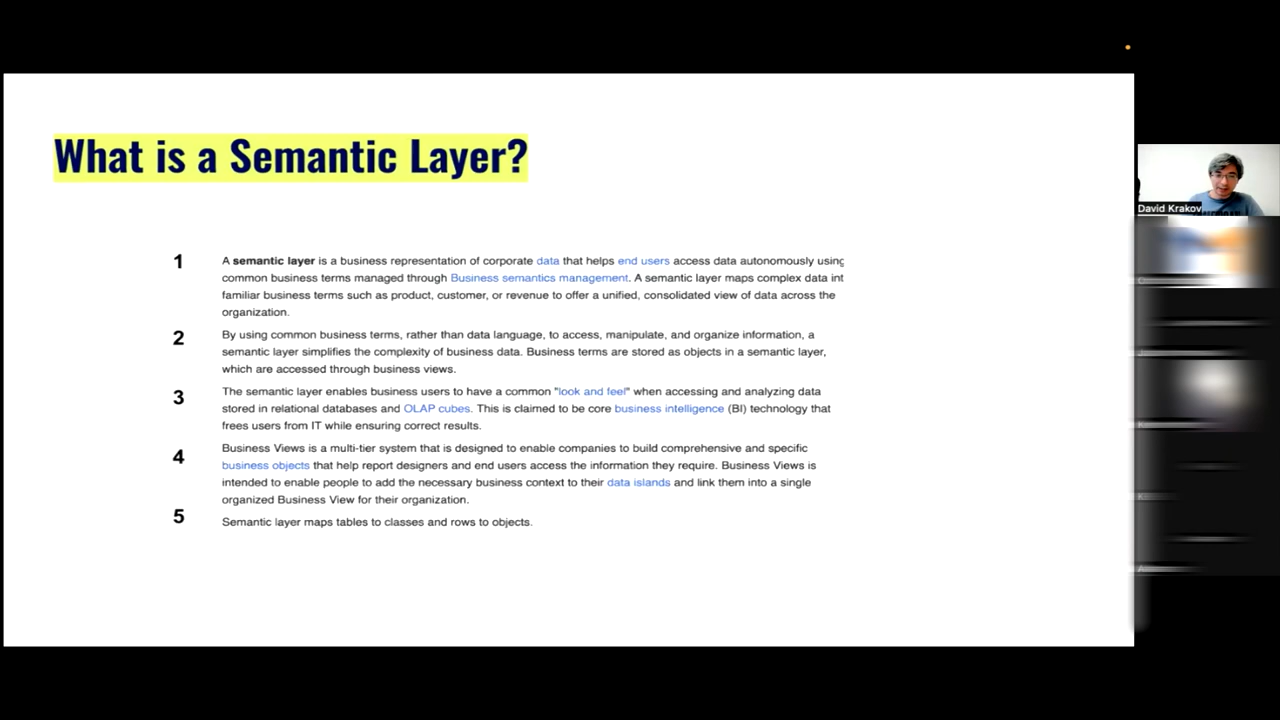 What is a Semantic Layer?
1
A semantic layer is a business representation of corporate data that helps end users access data autonomously using
common business terms managed through Business semantics management. A semantic layer maps complex data int
familiar business terms such as product, customer, or revenue to offer a unified, consolidated view of data across the
organization.
2
By using common business terms, rather than data language, to access, manipulate, and organize information, a
semantic layer simplifies the complexity of business data. Business terms are stored as objects in a semantic layer,
which are accessed through business views.
3
The semantic layer enables business users to have a common "look and feel" when accessing and analyzing data
stored in relational databases and OLAP cubes. This is claimed to be core business intelligence (BI) technology that
frees users from IT while ensuring correct results.
4
Business Views is a multi-tier system that is designed to enable companies to build comprehensive and specific
business objects that help report designers and end users access the information they require. Business Views is
intended to enable people to add the necessary business context to their data islands and link them into a single
organized Business View for their organization.
5
Semantic layer maps tables to classes and rows to objects.
David Krakov